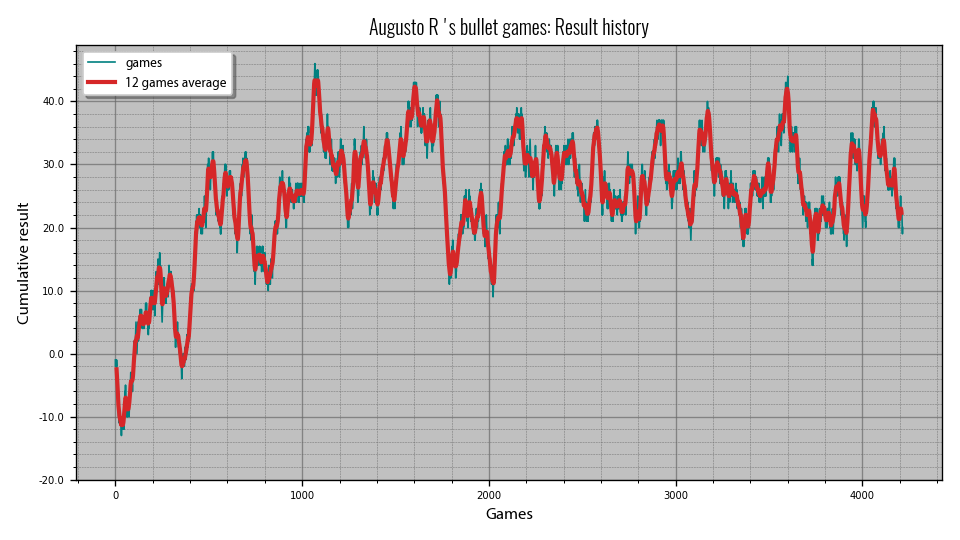 Augusto R 's bullet games: Result history
games
12 games average
Cumulative result
40.0
30.0
20.0
10.0
0.0
-10.0
-20.0
0 1000 2000 3000 4000
Games